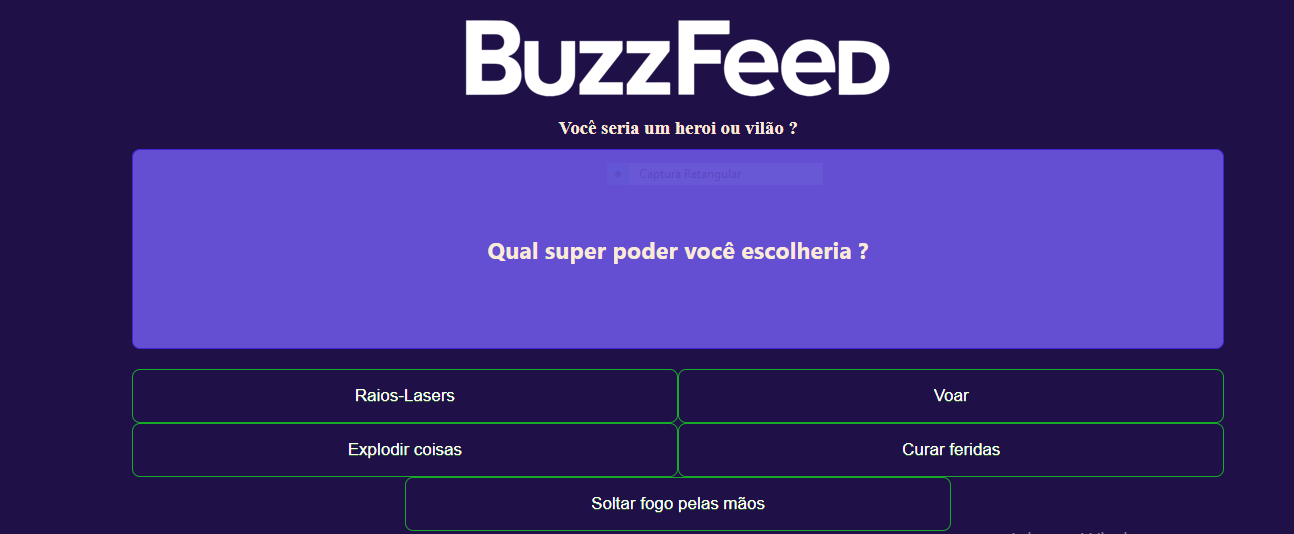 BuzzFeed
Você seria um heroi ou vilão ?
Captura Retangular
Qual super poder você escolheria ?
Raios-Lasers
Voar
Explodir coisas
Curar feridas
Soltar fogo pelas mãos